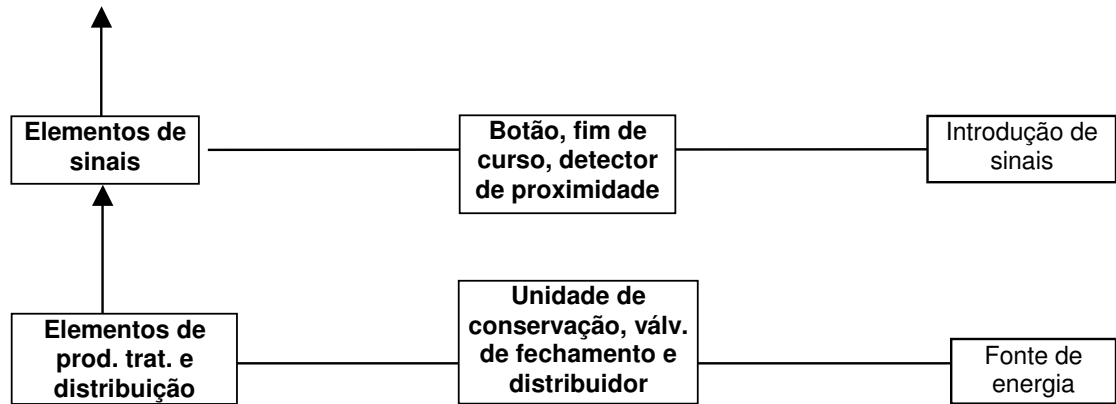 Elementos de
sinais
Botão, fim de
curso, detector
de proximidade
Introdução de
sinais
Elementos de
prod. trat. e
distribuição
Unidade de
conservação, válv.
de fechamento e
distribuidor
Fonte de
energia